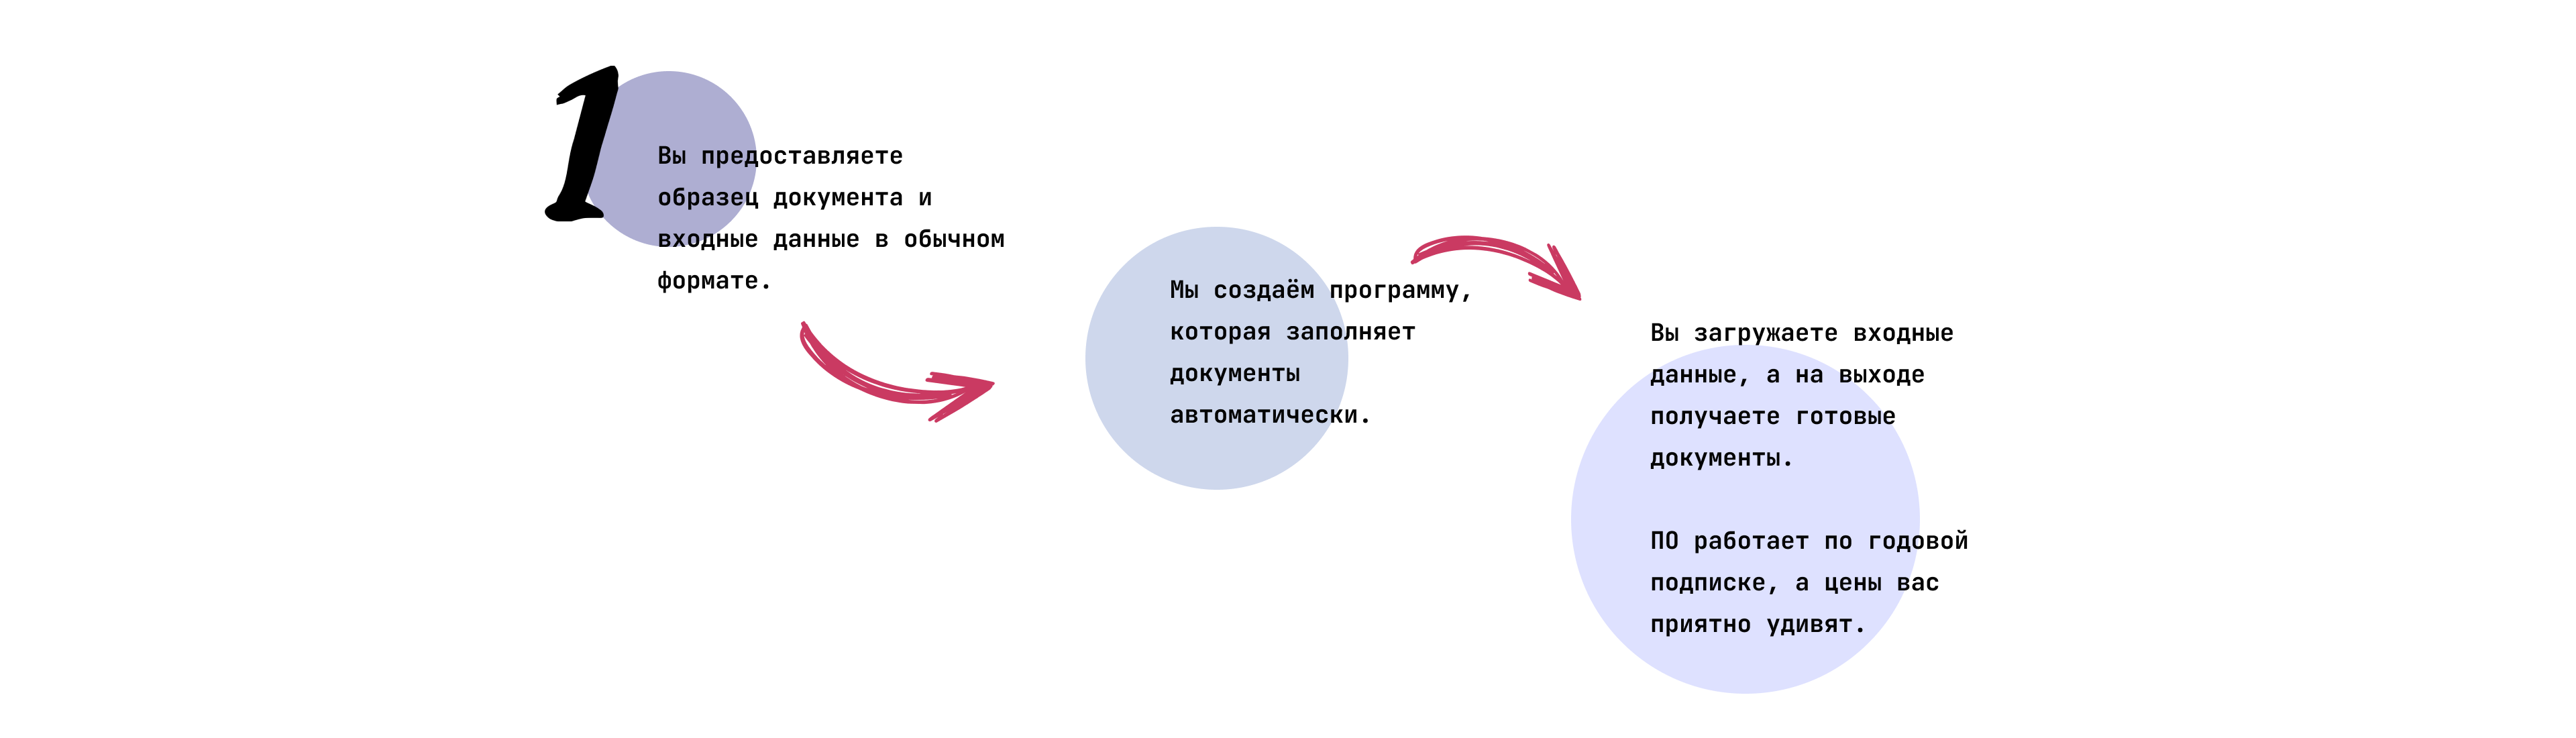 1
Вы предоставляете
образец документа и
входные данные в обычном
формате.
Мы создаём программу,
которая заполняет
документы
автоматически.
Вы загружаете входные
данные, а на выходе
получаете готовые
документы.
ПО работает по годовой
подписке, а цены вас
приятно удивят.